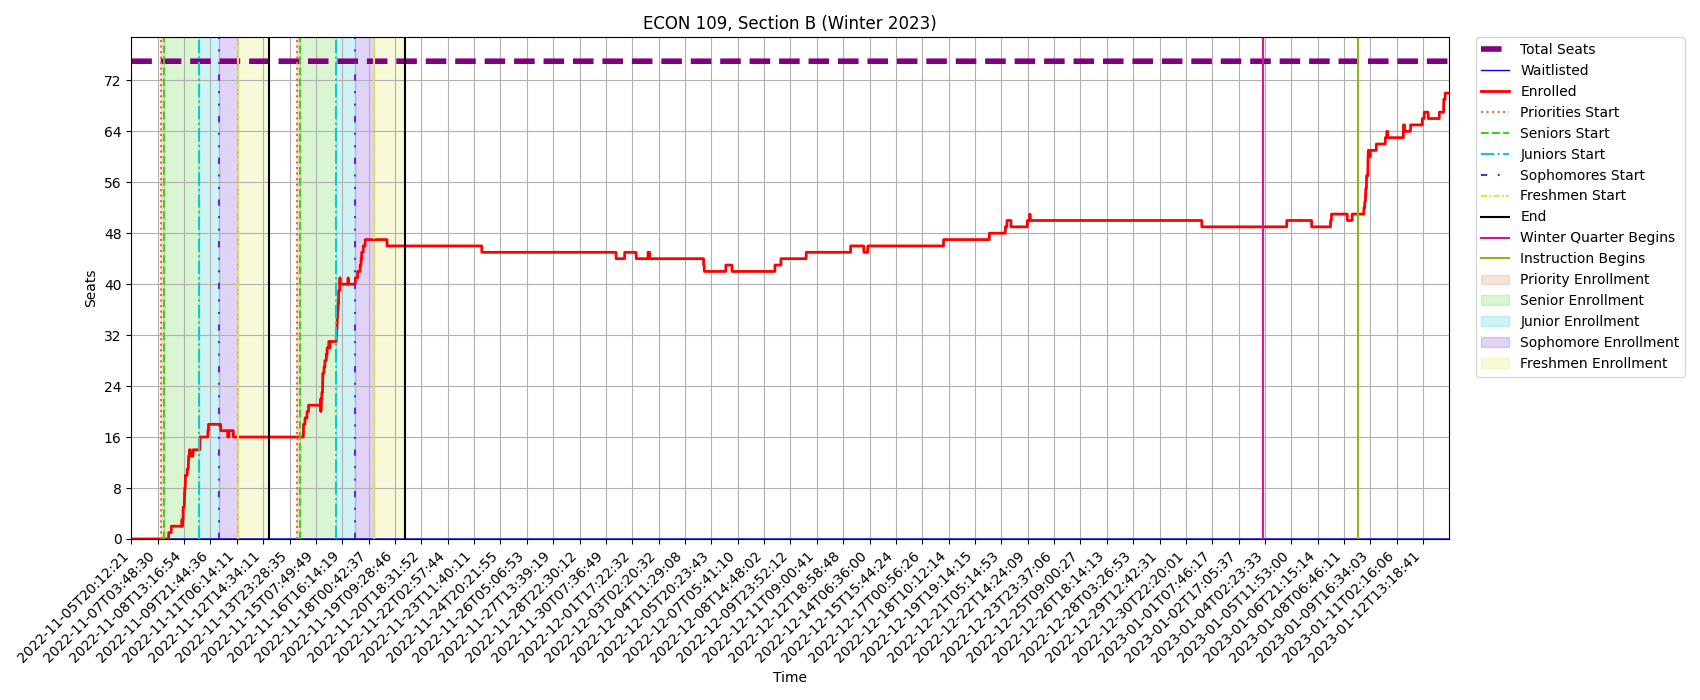 ECON 109, Section B (Winter 2023)
Seats
72
64
56
48
40
32
24
16
8
0
2022-11-05T20:12:21
2022-11-07T03:48:30
2022-11-08T13:16:54
2022-11-09T21:44:36
2022-11-11T06:14:11
2022-11-12T14:34:11
2022-11-13T23:28:35
2022-11-15T07:49:49
2022-11-16T16:14:19
2022-11-18T00:42:37
2022-11-19T09:28:46
2022-11-20T18:31:52
2022-11-22T02:57:44
2022-11-23T11:40:11
2022-11-24T20:21:55
2022-11-26T05:06:53
2022-11-27T13:39:19
2022-11-28T22:30:12
2022-11-30T07:36:49
2022-12-01T17:22:32
2022-12-03T02:20:32
2022-12-04T11:29:08
2022-12-05T20:23:43
2022-12-07T05:41:10
2022-12-08T14:48:02
2022-12-09T23:52:12
2022-12-11T09:00:41
2022-12-12T18:58:48
2022-12-14T06:36:00
2022-12-15T15:44:24
2022-12-17T00:56:26
2022-12-18T10:12:14
2022-12-19T19:14:15
2022-12-21T05:14:53
2022-12-22T14:24:09
2022-12-23T23:37:06
2022-12-25T09:00:27
2022-12-26T18:14:13
2022-12-28T03:26:53
2022-12-29T12:42:31
2022-12-30T22:20:01
2023-01-01T07:46:17
2023-01-02T17:05:37
2023-01-04T02:23:33
2023-01-05T11:53:00
2023-01-06T21:15:14
2023-01-08T06:46:11
2023-01-09T16:34:03
2023-01-11T02:16:06
2023-01-12T13:18:41
Time
Total Seats
Waitlisted
Enrolled
Priorities Start
Seniors Start
Juniors Start
Sophomores Start
Freshmen Start
End
Winter Quarter Begins
Instruction Begins
Priority Enrollment
Senior Enrollment
Junior Enrollment
Sophomore Enrollment
Freshmen Enrollment